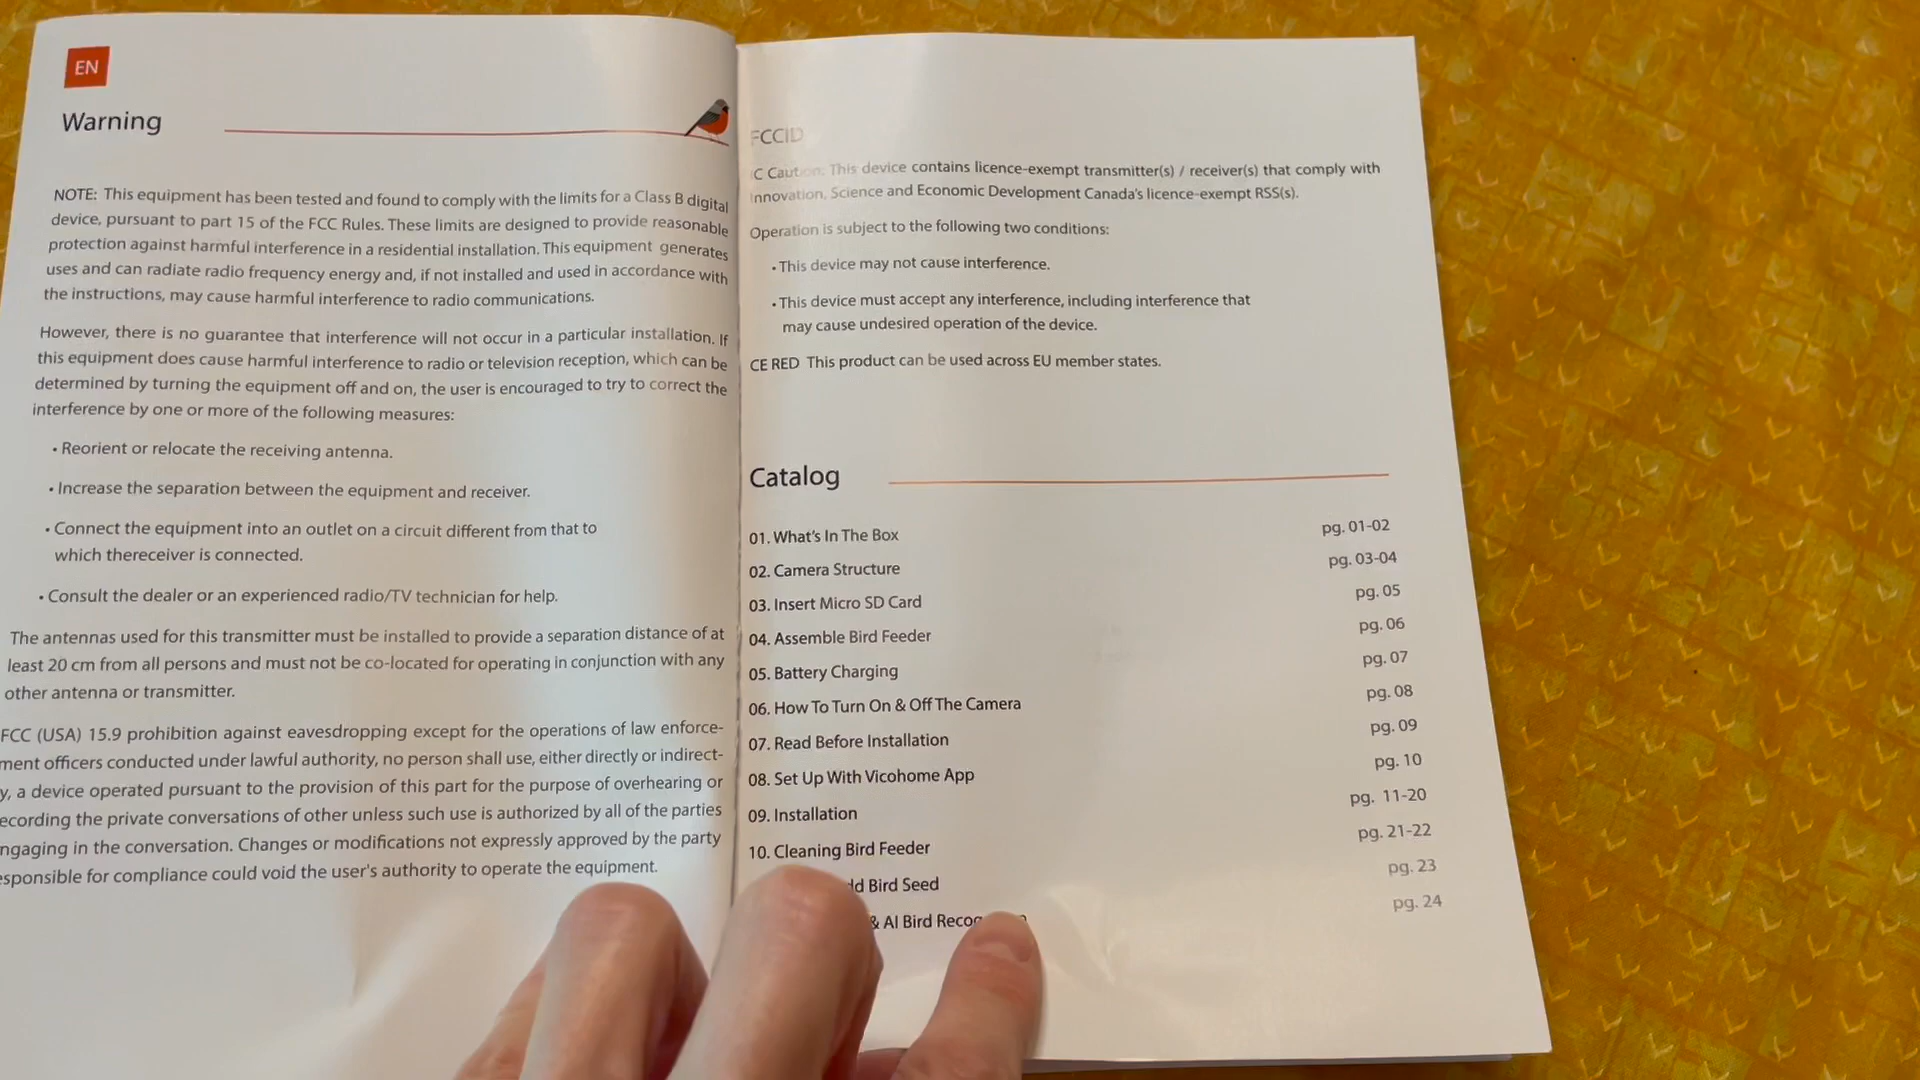 EN
Warning
NOTE: This equipment has been tested and found to comply with the limits for a Class B digital
device, pursuant to part 15 of the FCC Rules. These limits are designed to provide reasonable
protection against harmful interference in a residential installation. This equipment generates
uses and can radiate radio frequency energy and, if not installed and used in accordance with
the instructions, may cause harmful interference to radio communications.
However, there is no guarantee that interference will not occur in a particular installation. If
this equipment does cause harmful interference to radio or television reception, which can be
determined by turning the equipment off and on, the user is encouraged to try to correct the
interference by one or more of the following measures:
• Reorient or relocate the receiving antenna.
• Increase the separation between the equipment and receiver.
• Connect the equipment into an outlet on a circuit different from that to
which thereceiver is connected.
• Consult the dealer or an experienced radio/TV technician for help.
The antennas used for this transmitter must be installed to provide a separation distance of at
least 20 cm from all persons and must not be co-located for operating in conjunction with any
other antenna or transmitter.
FCC (USA) 15.9 prohibition against eavesdropping except for the operations of law enforce-
ment officers conducted under lawful authority, no person shall use, either directly or indirect-
y, a device operated pursuant to the provision of this part for the purpose of overhearing or
ecording the private conversations of other unless such use is authorized by all of the parties
ngaging in the conversation. Changes or modifications not expressly approved by the party
esponsible for compliance could void the user's authority to operate the equipment.
FCCID
IC Caution: This device contains licence-exempt transmitter(s) / receiver(s) that comply with
Innovation, Science and Economic Development Canada's licence-exempt RSS(s).
Operation is subject to the following two conditions:
• This device may not cause interference.
• This device must accept any interference, including interference that
may cause undesired operation of the device.
CE RED This product can be used across EU member states.
Catalog
01. What's In The Box pg. 01-02
02. Camera Structure pg. 03-04
03. Insert Micro SD Card pg. 05
04. Assemble Bird Feeder pg. 06
05. Battery Charging pg. 07
06. How To Turn On & Off The Camera pg. 08
07. Read Before Installation pg. 09
08. Set Up With Vicohome App pg. 10
09. Installation pg. 11-20
10. Cleaning Bird Feeder pg. 21-22
dd Bird Seed pg. 23
& AI Bird pg. 24